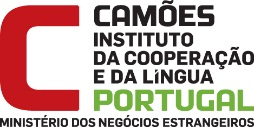 CAMÕES
INSTITUTO
DA COOPERAÇÃO
E DA LÍNGUA
PORTUGAL
MINISTÉRIO DOS NEGÓCIOS ESTRANGEIROS